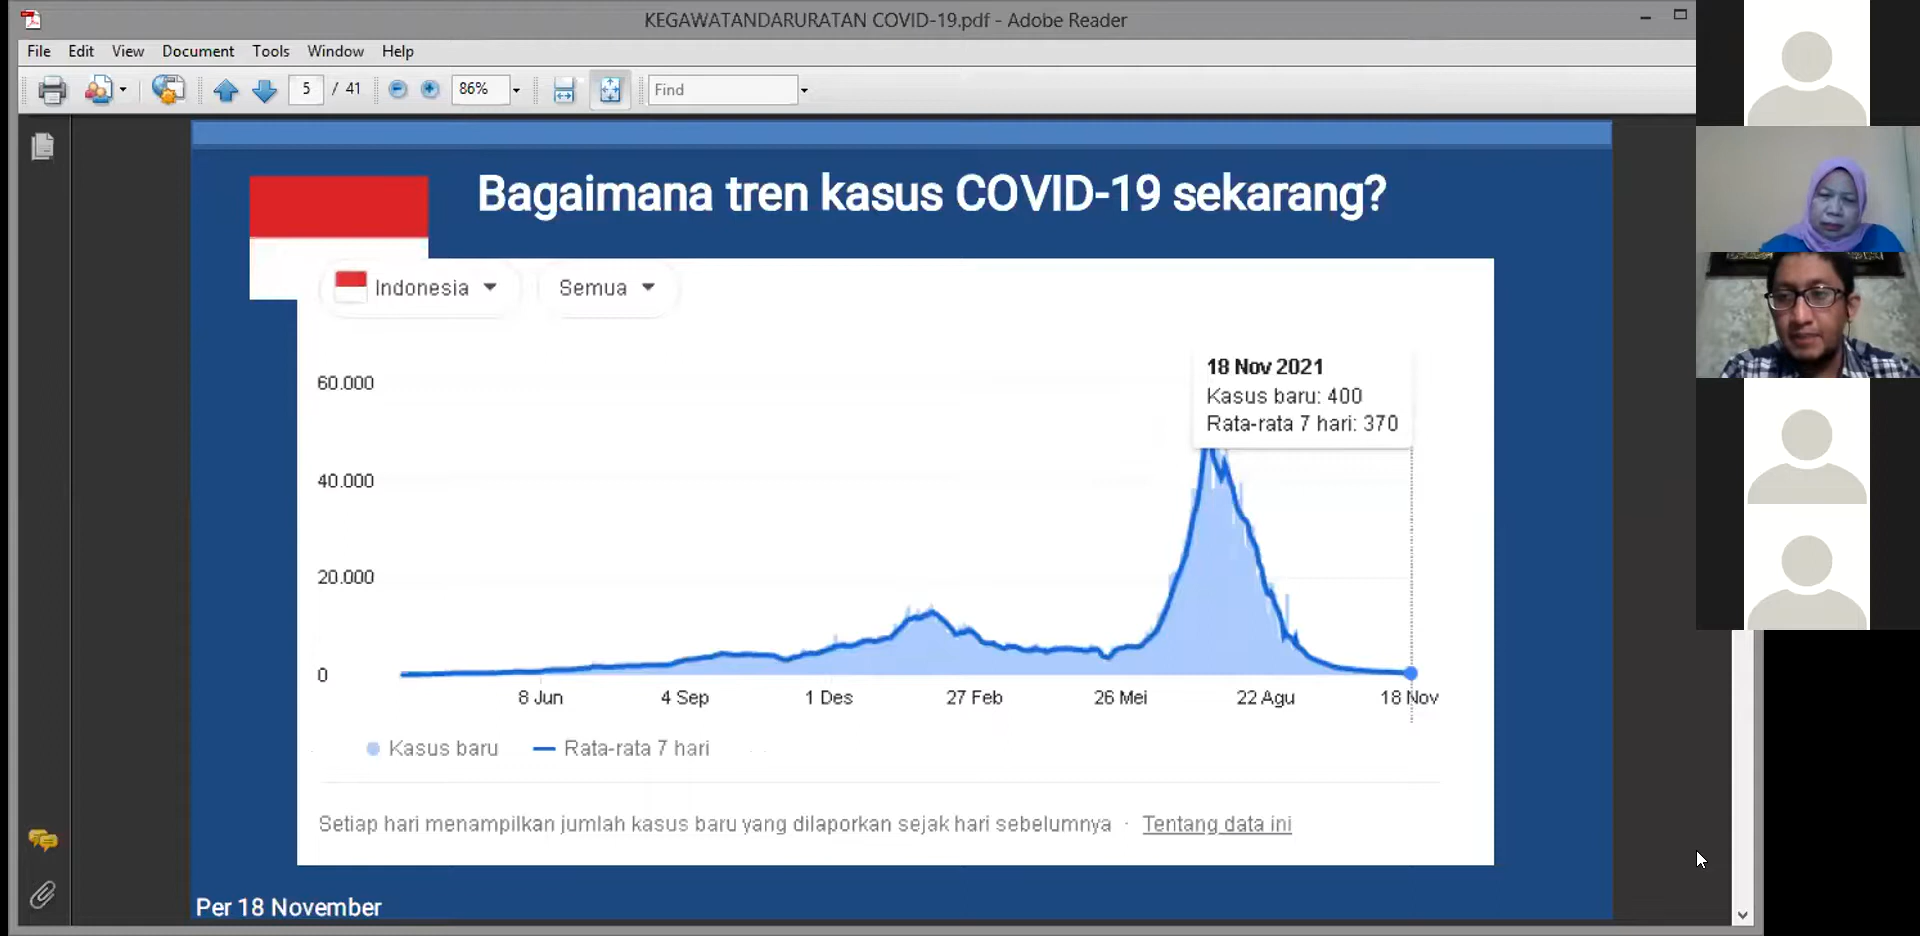 KEGAWATANDARURATAN COVID-19.pdf - Adobe Reader
File Edit View Document Tools Window Help
5 / 41 86% Find
Bagaimana tren kasus COVID-19 sekarang?
Indonesia Semua
18 Nov 2021
Kasus baru: 400
Rata-rata 7 hari: 370
60.000
40.000
20.000
0
8 Jun 4 Sep 1 Des 27 Feb 26 Mei 22 Agu 18 Nov
Kasus baru Rata-rata 7 hari
Setiap hari menampilkan jumlah kasus baru yang dilaporkan sejak hari sebelumnya · Tentang data ini
Per 18 November